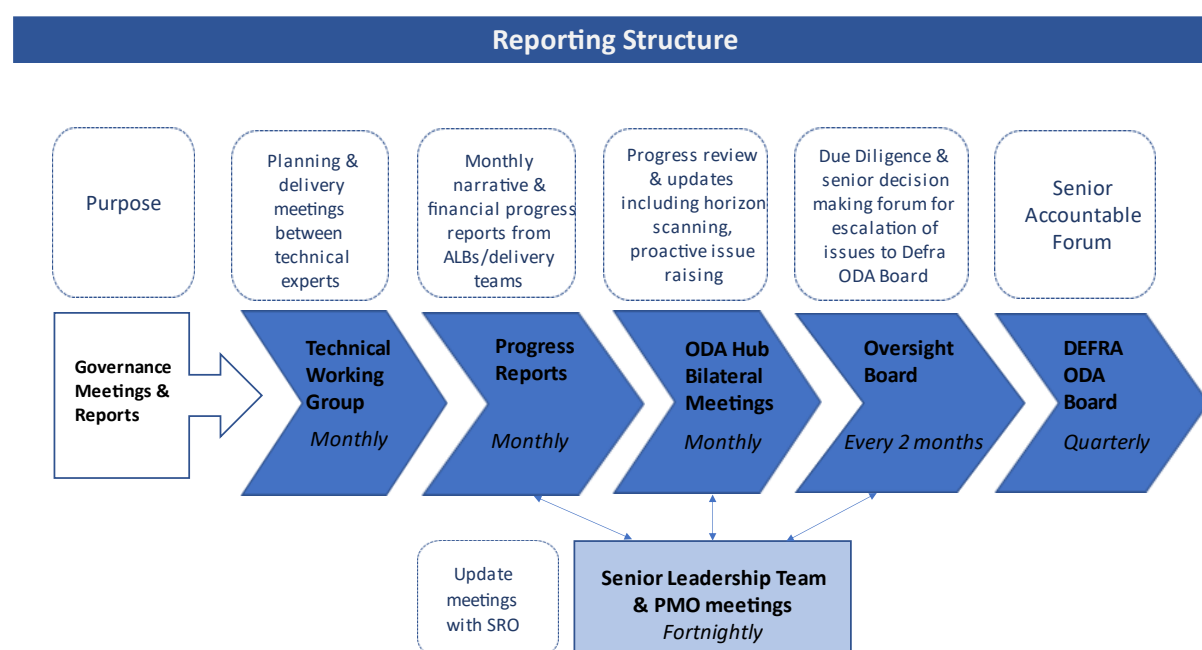 Reporting Structure
Purpose
Planning &
delivery
meetings
between
technical
experts
Monthly
narrative &
financial progress
reports from
ALBs/delivery
teams
Progress review
& updates
including horizon
scanning,
proactive issue
raising
Due Diligence &
senior decision
making forum for
escalation of
issues to Defra
ODA Board
Senior
Accountable
Forum
Governance
Meetings &
Reports
Technical
Working
Group
Monthly
Progress
Reports
Monthly
ODA Hub
Bilateral
Meetings
Monthly
Oversight
Board
Every 2 months
DEFRA
ODA
Board
Quarterly
Update
meetings
with SRO
Senior Leadership Team
& PMO meetings
Fortnightly